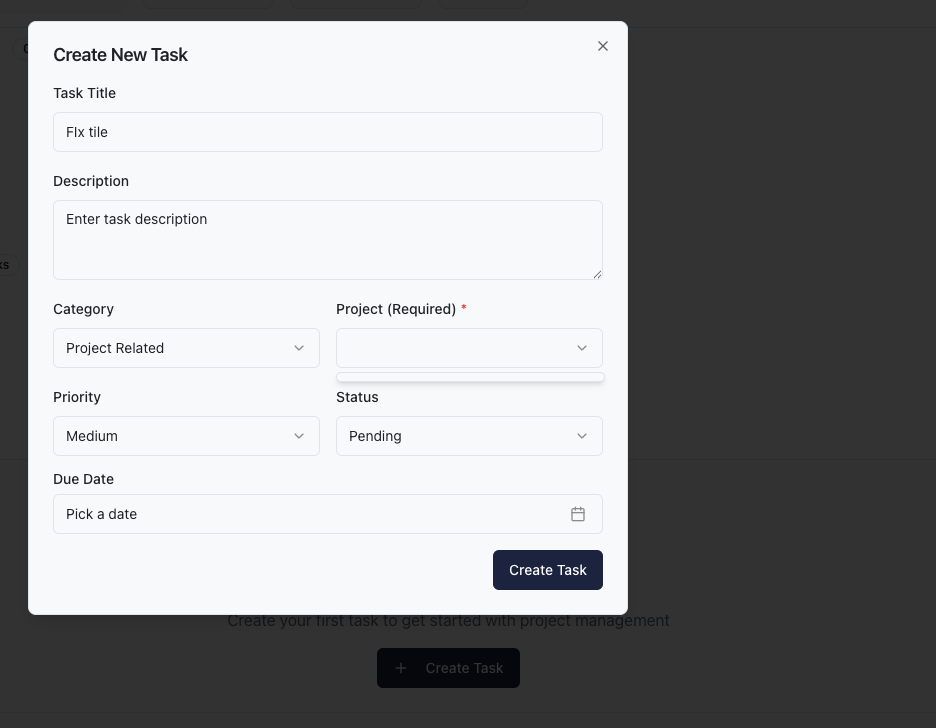 Create New Task
Task Title
Flx tile
Description
Enter task description
Category
Project (Required) *
Project Related
Priority
Status
Medium
Pending
Due Date
Pick a date
Create Task
Create your first task to get started with project management
Create Task